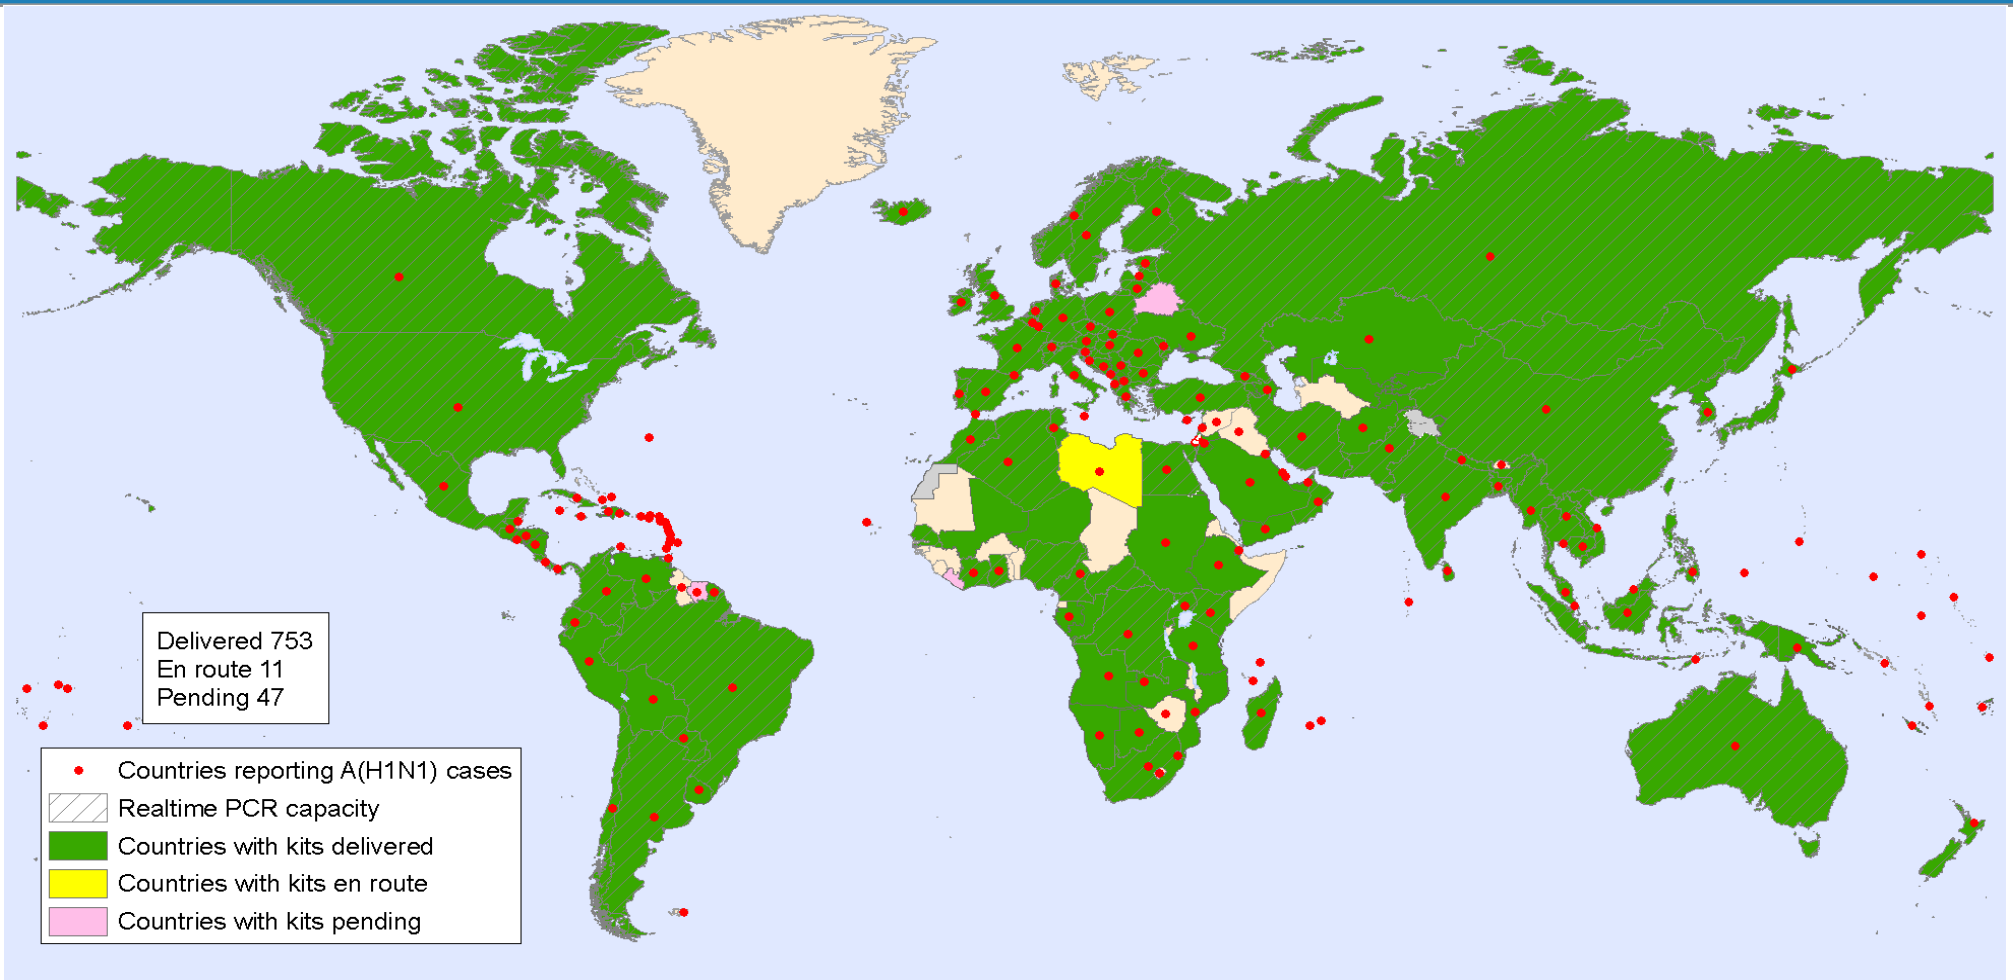 Delivered 753
En route 11
Pending 47
Countries reporting A(H1N1) cases
Realtime PCR capacity
Countries with kits delivered
Countries with kits en route
Countries with kits pending